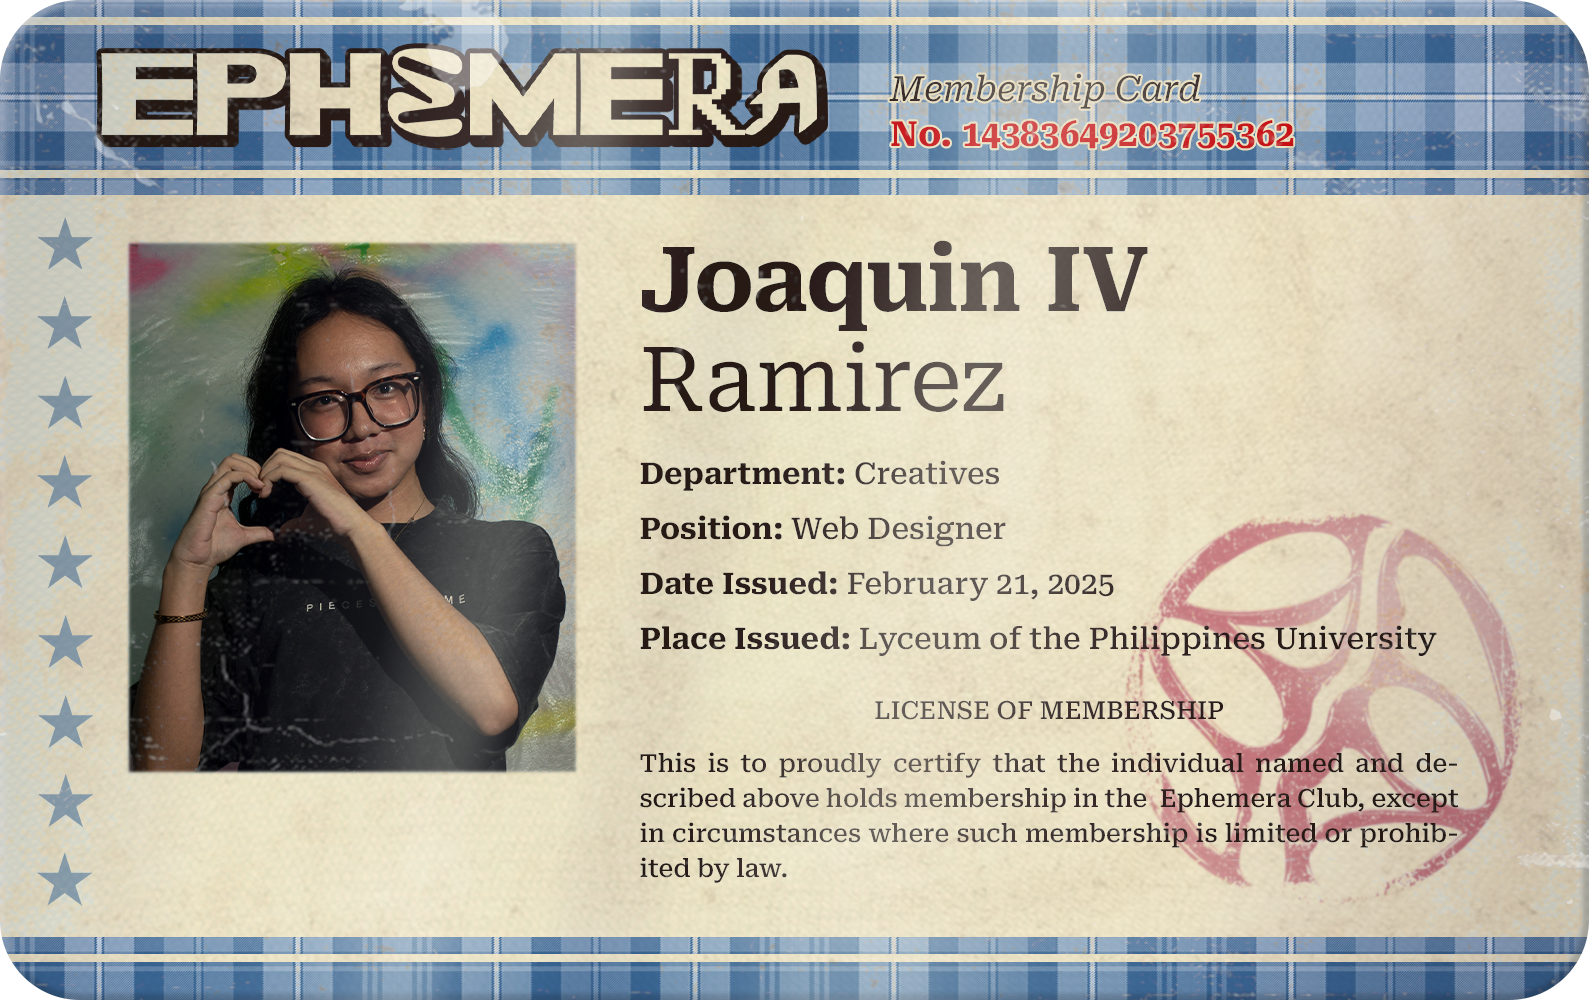 EPHEMERA
Membership Card
No. 14383649203755362
Joaquin IV
Ramirez
Department: Creatives
Position: Web Designer
Date Issued: February 21, 2025
Place Issued: Lyceum of the Philippines University
PIECES ME
LICENSE OF MEMBERSHIP
This is to proudly certify that the individual named and de-
scribed above holds membership in the Ephemera Club, except
in circumstances where such membership is limited or prohib-
ited by law.